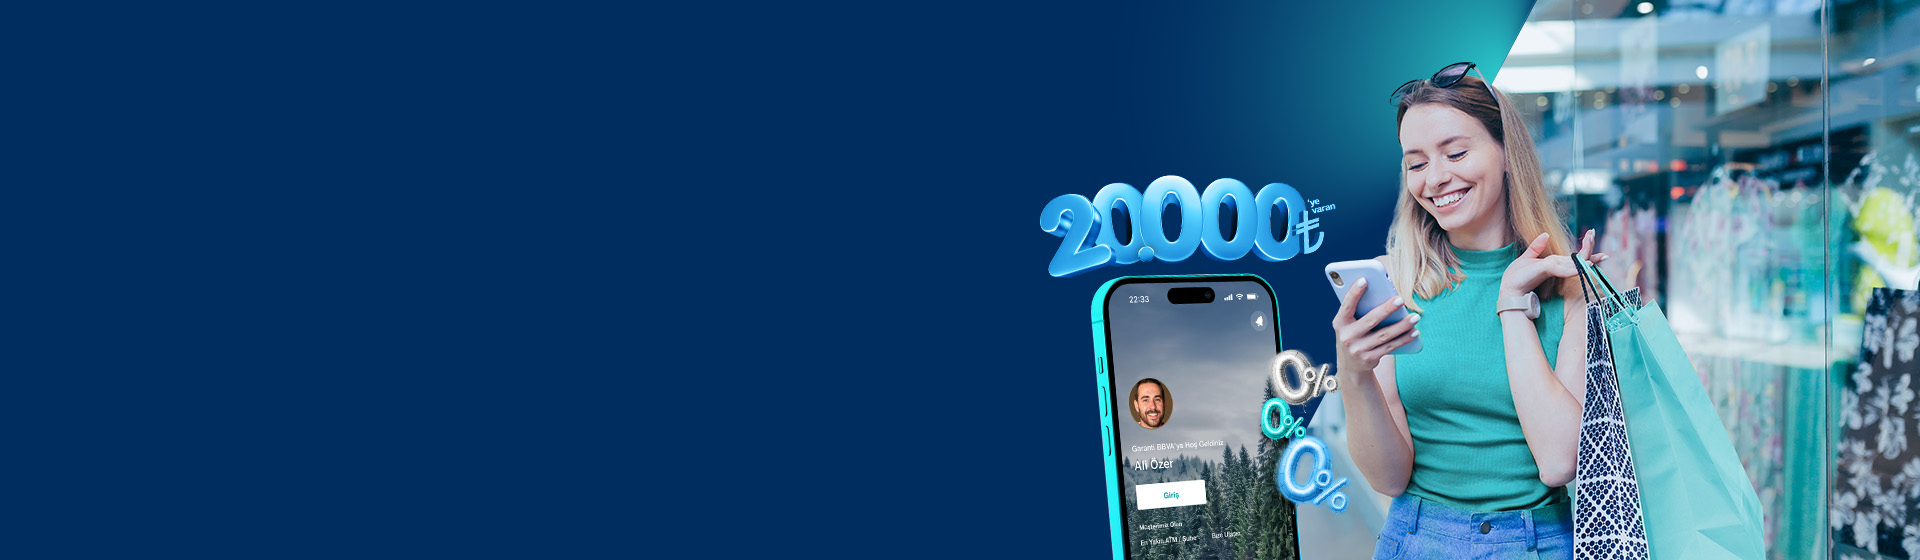 20.000₺'ye
varan
22:33
Garanti BBVA'ya Hoş Geldiniz
Ali Özer
Giriş
Müşterimiz Olun
En Yakın ATM / Şube
Bize Ulaşın
0%
0%
0%